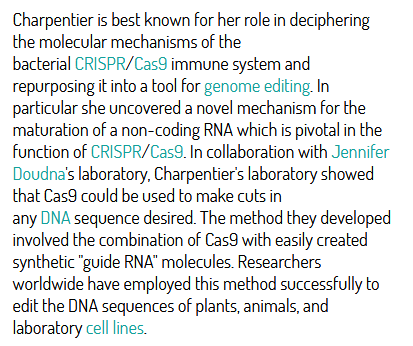 Charpentier is best known for her role in deciphering
the molecular mechanisms of the
bacterial CRISPR/Cas9 immune system and
repurposing it into a tool for genome editing. In
particular she uncovered a novel mechanism for the
maturation of a non-coding RNA which is pivotal in the
function of CRISPR/Cas9. In collaboration with Jennifer
Doudna's laboratory, Charpentier's laboratory showed
that Cas9 could be used to make cuts in
any DNA sequence desired. The method they developed
involved the combination of Cas9 with easily created
synthetic "guide RNA" molecules. Researchers
worldwide have employed this method successfully to
edit the DNA sequences of plants, animals, and
laboratory cell lines.